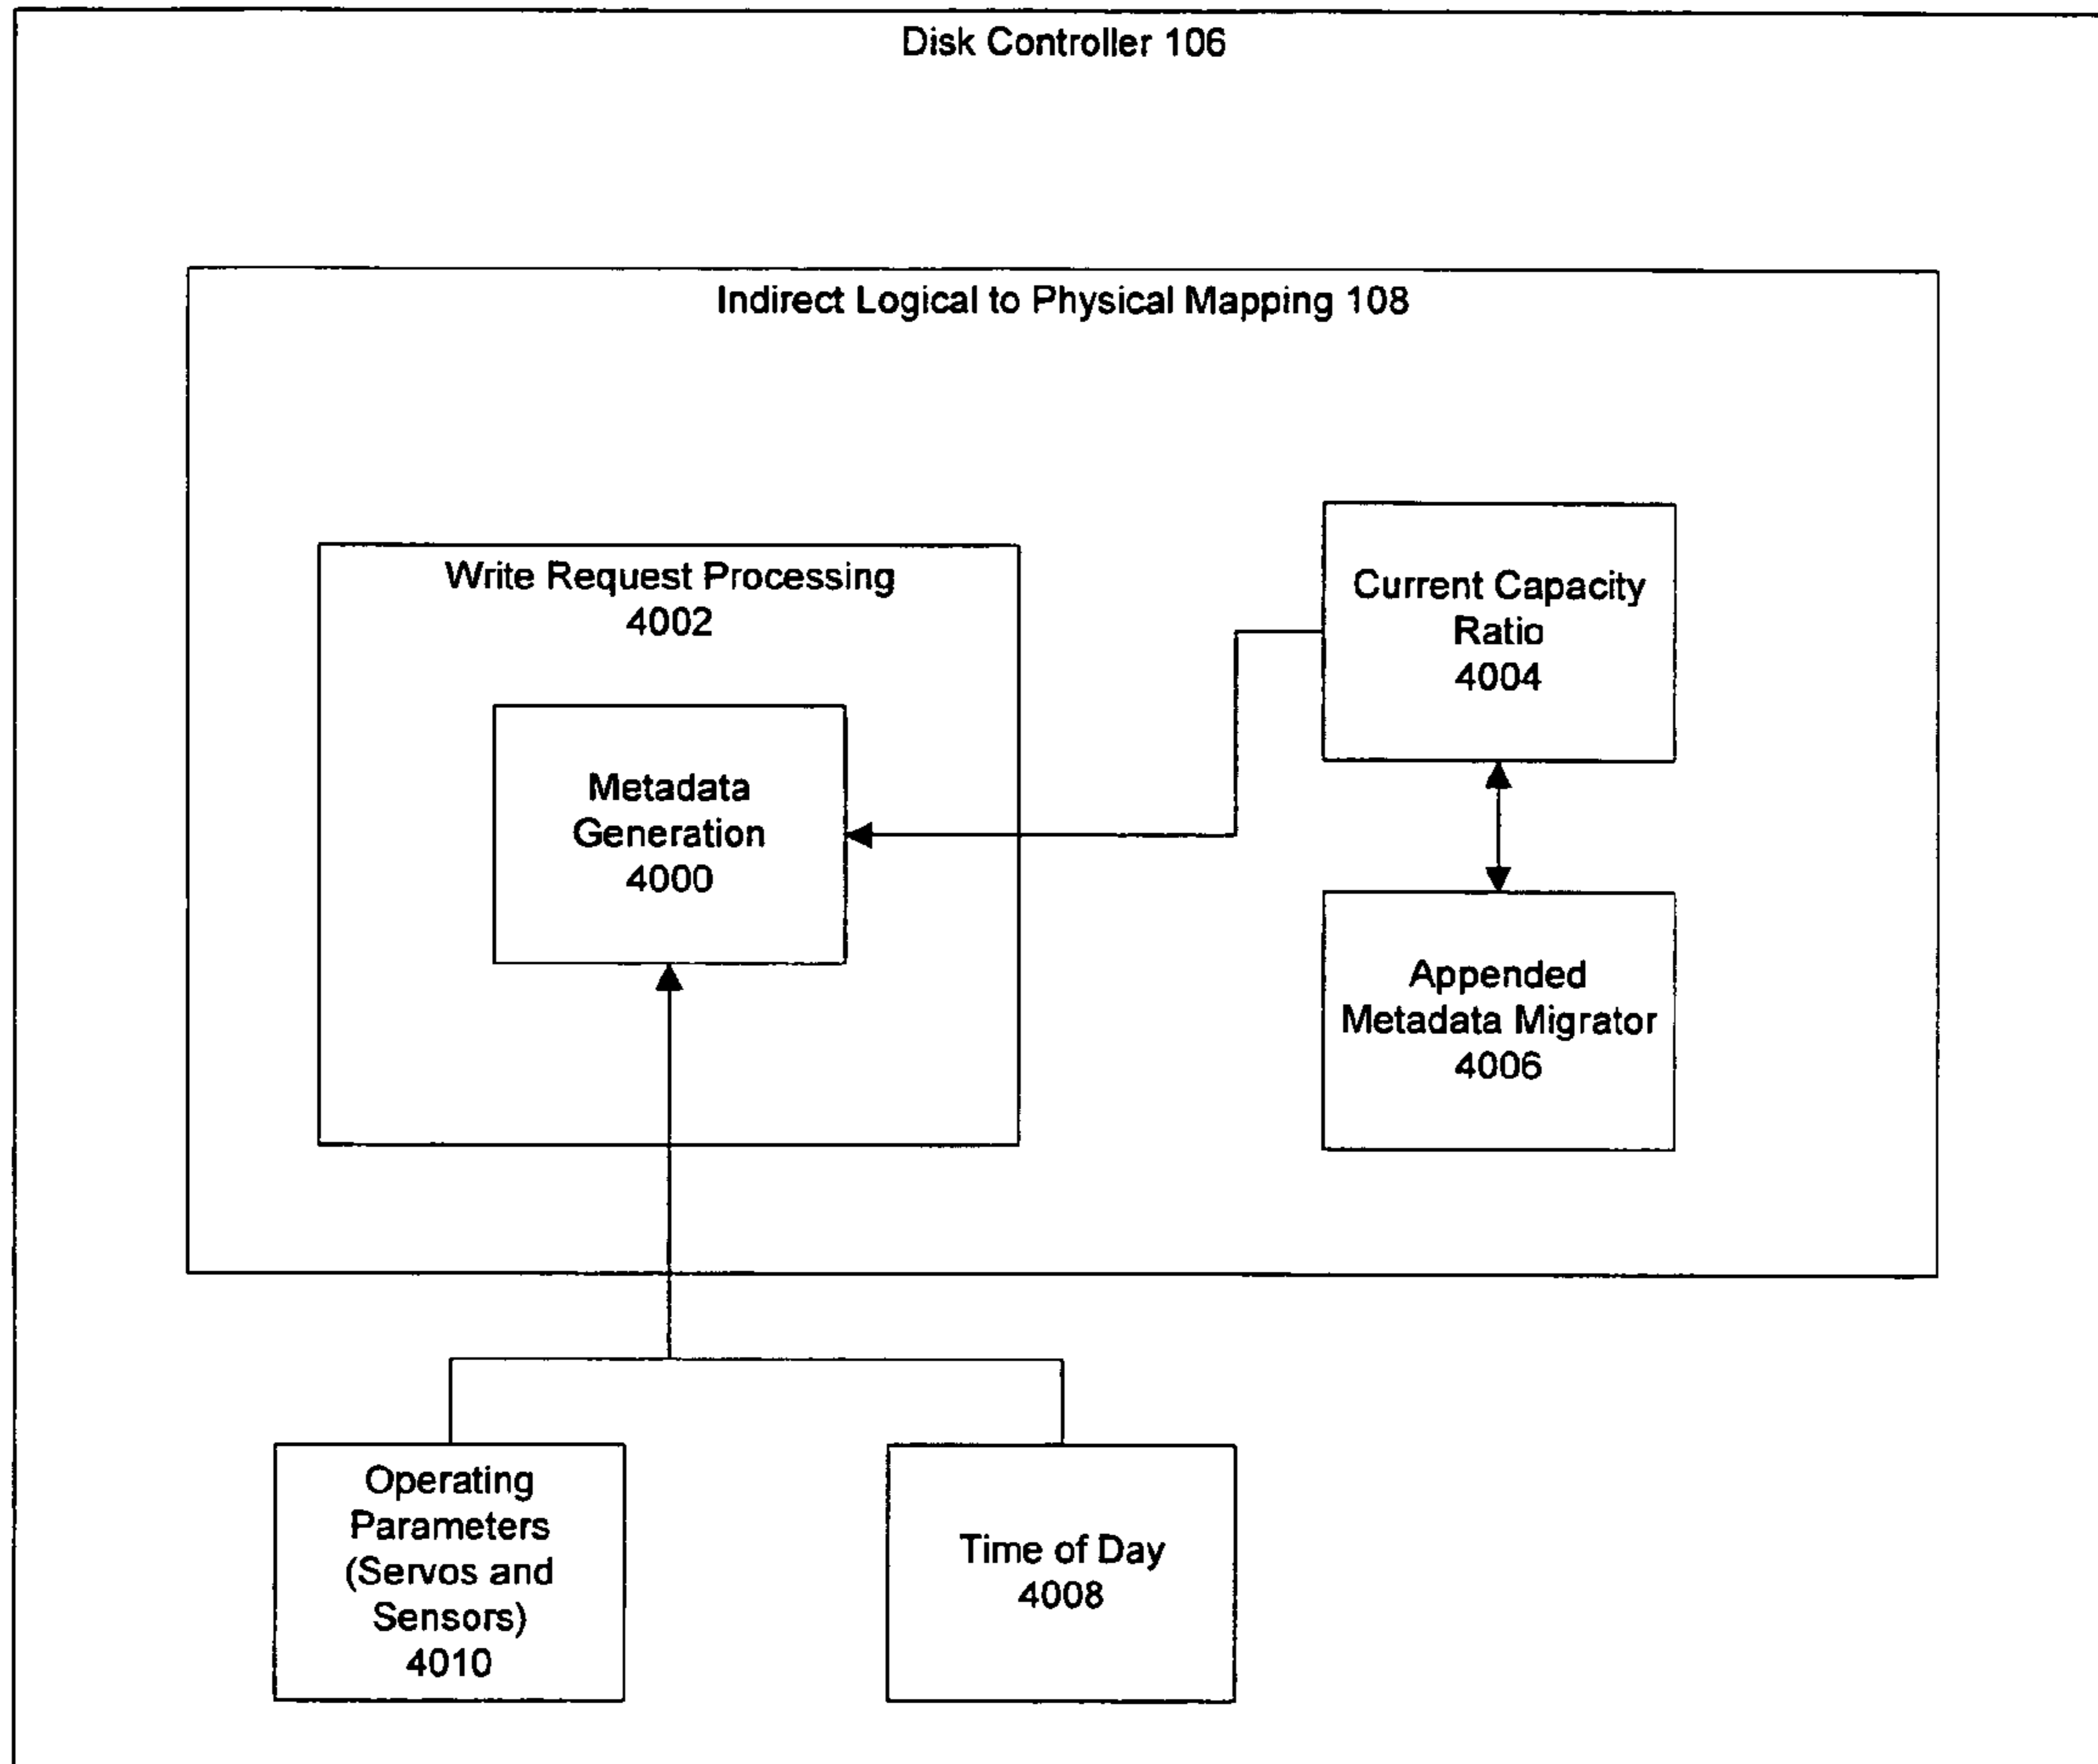 Disk Controller 106
Indirect Logical to Physical Mapping 108
Write Request Processing
4002
Metadata
Generation
4000
Current Capacity
Ratio
4004
Appended
Metadata Migrator
4006
Operating
Parameters
(Servos and
Sensors)
4010
Time of Day
4008